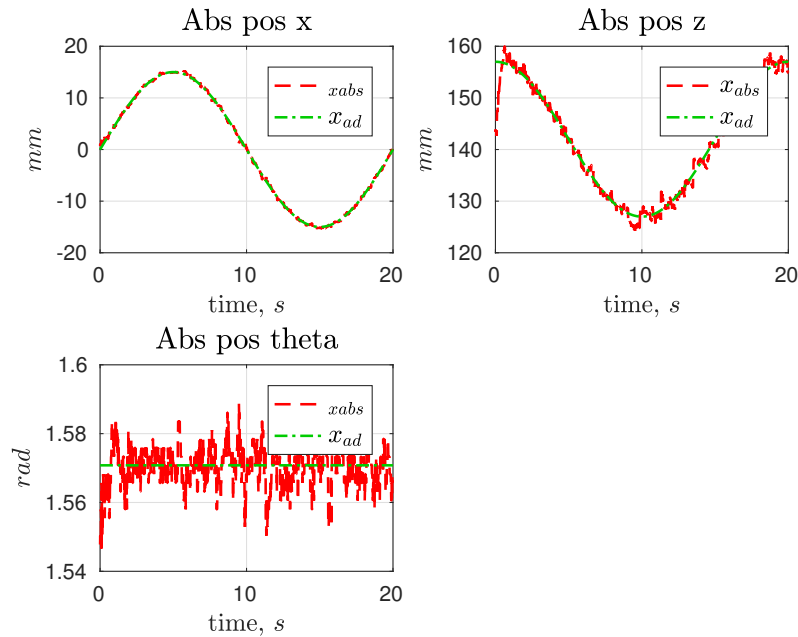 Abs pos x
20
10
0
-10
-20
mm
0
10
20
time, s
xabs
x_ad
Abs pos z
160
150
140
130
120
mm
0
10
20
time, s
x_abs
x_ad
Abs pos theta
1.6
1.58
1.56
1.54
rad
0
10
20
time, s
xabs
x_ad